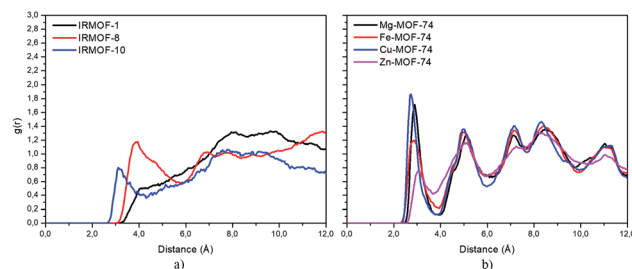 IRMOF-1
IRMOF-8
IRMOF-10
g(r)
3,0
2,8
2,6
2,4
2,2
2,0
1,8
1,6
1,4
1,2
1,0
0,8
0,6
0,4
0,2
0,0
0,0 2,0 4,0 6,0 8,0 10,0 12,0
Distance (Å)
a)
Mg-MOF-74
Fe-MOF-74
Cu-MOF-74
Zn-MOF-74
0,0 2,0 4,0 6,0 8,0 10,0 12,0
Distance (Å)
b)